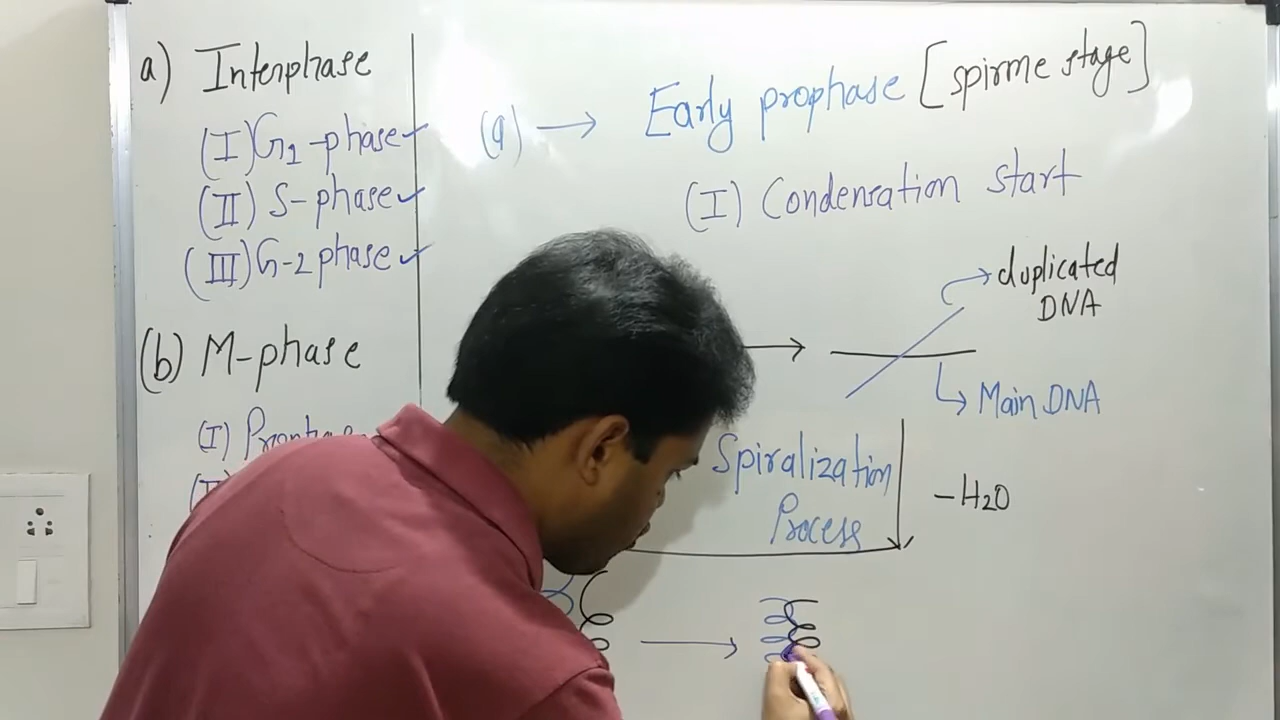 a) Interphase
(I) G1-phase
(II) S-phase
(III) G-2 phase
(b) M-phase
(I)
(a) → Early prophase [spirme stage]
(I) Condensation start
duplicated
DNA
Main DNA
Spiralization
Process
-H2O